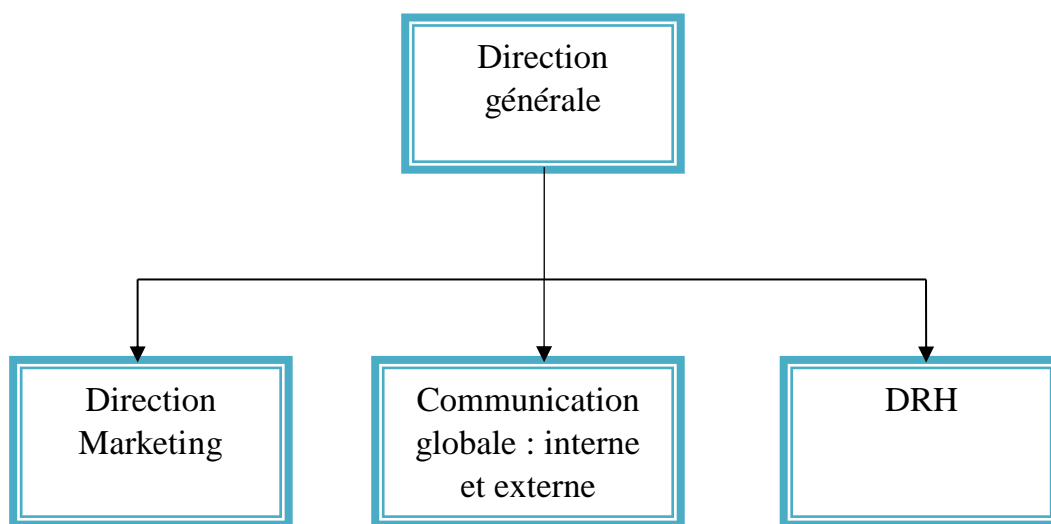 Direction
générale
Direction
Marketing
Communication
globale : interne
et externe
DRH